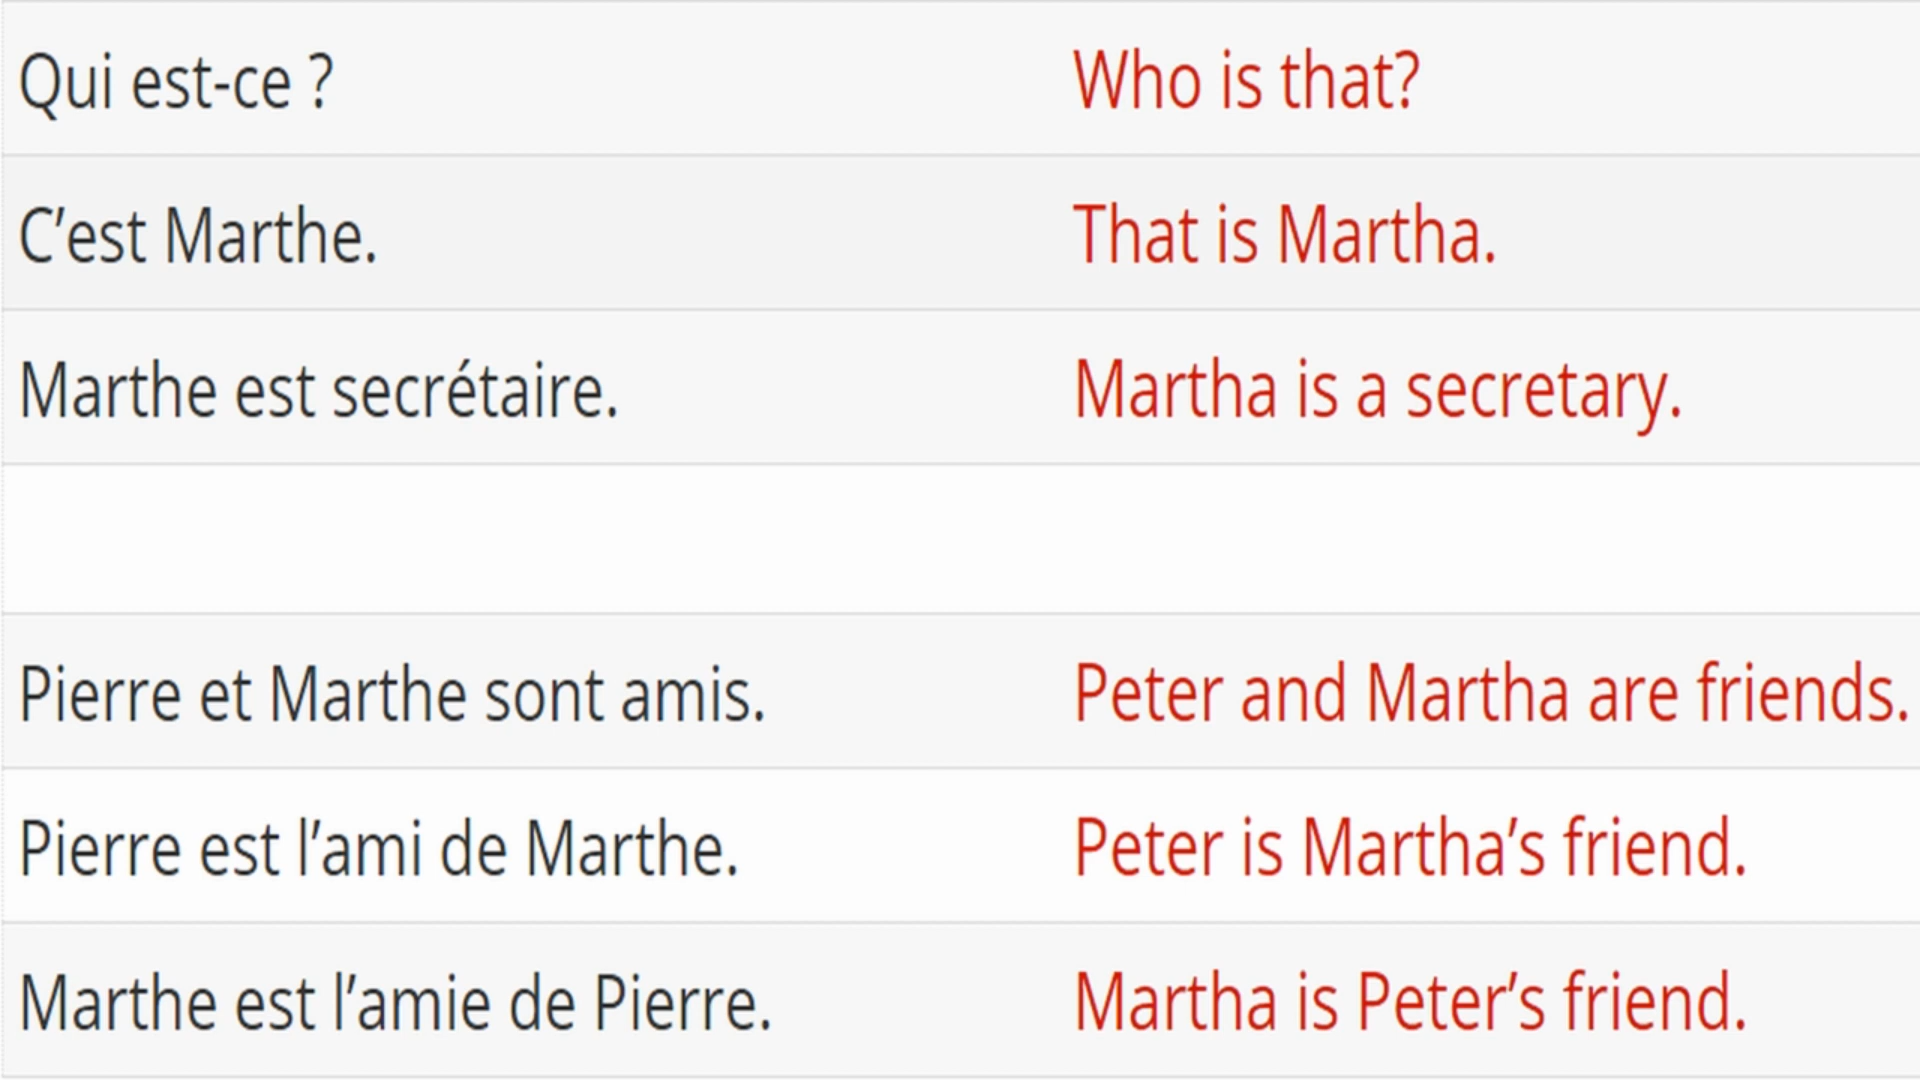 Qui est-ce ? Who is that?
C’est Marthe. That is Martha.
Marthe est secrétaire. Martha is a secretary.
Pierre et Marthe sont amis. Peter and Martha are friends.
Pierre est l’ami de Marthe. Peter is Martha’s friend.
Marthe est l’amie de Pierre. Martha is Peter’s friend.